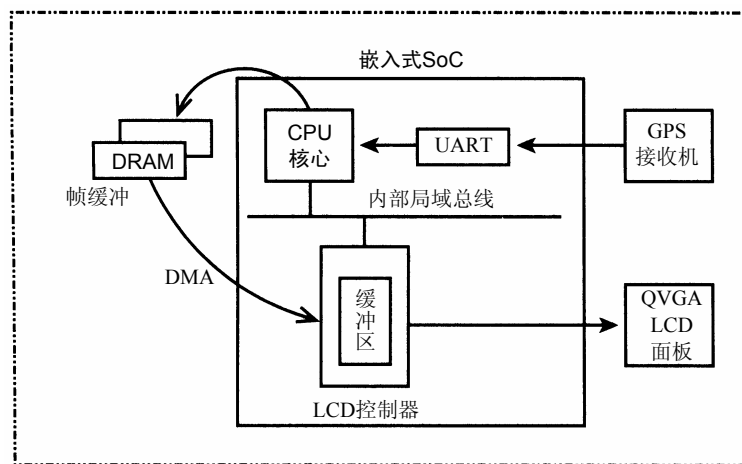 嵌入式SoC
CPU
核心
UART
GPS
接收机
DRAM
帧缓冲
内部局域总线
DMA
缓
冲
区
QVGA
LCD
面板
LCD控制器